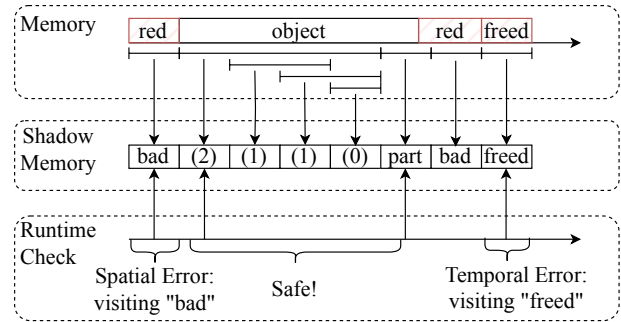 Memory
red object red freed
Shadow
Memory
bad (2) (1) (1) (0) part bad freed
Runtime
Check
Spatial Error:
visiting "bad"
Safe!
Temporal Error:
visiting "freed"